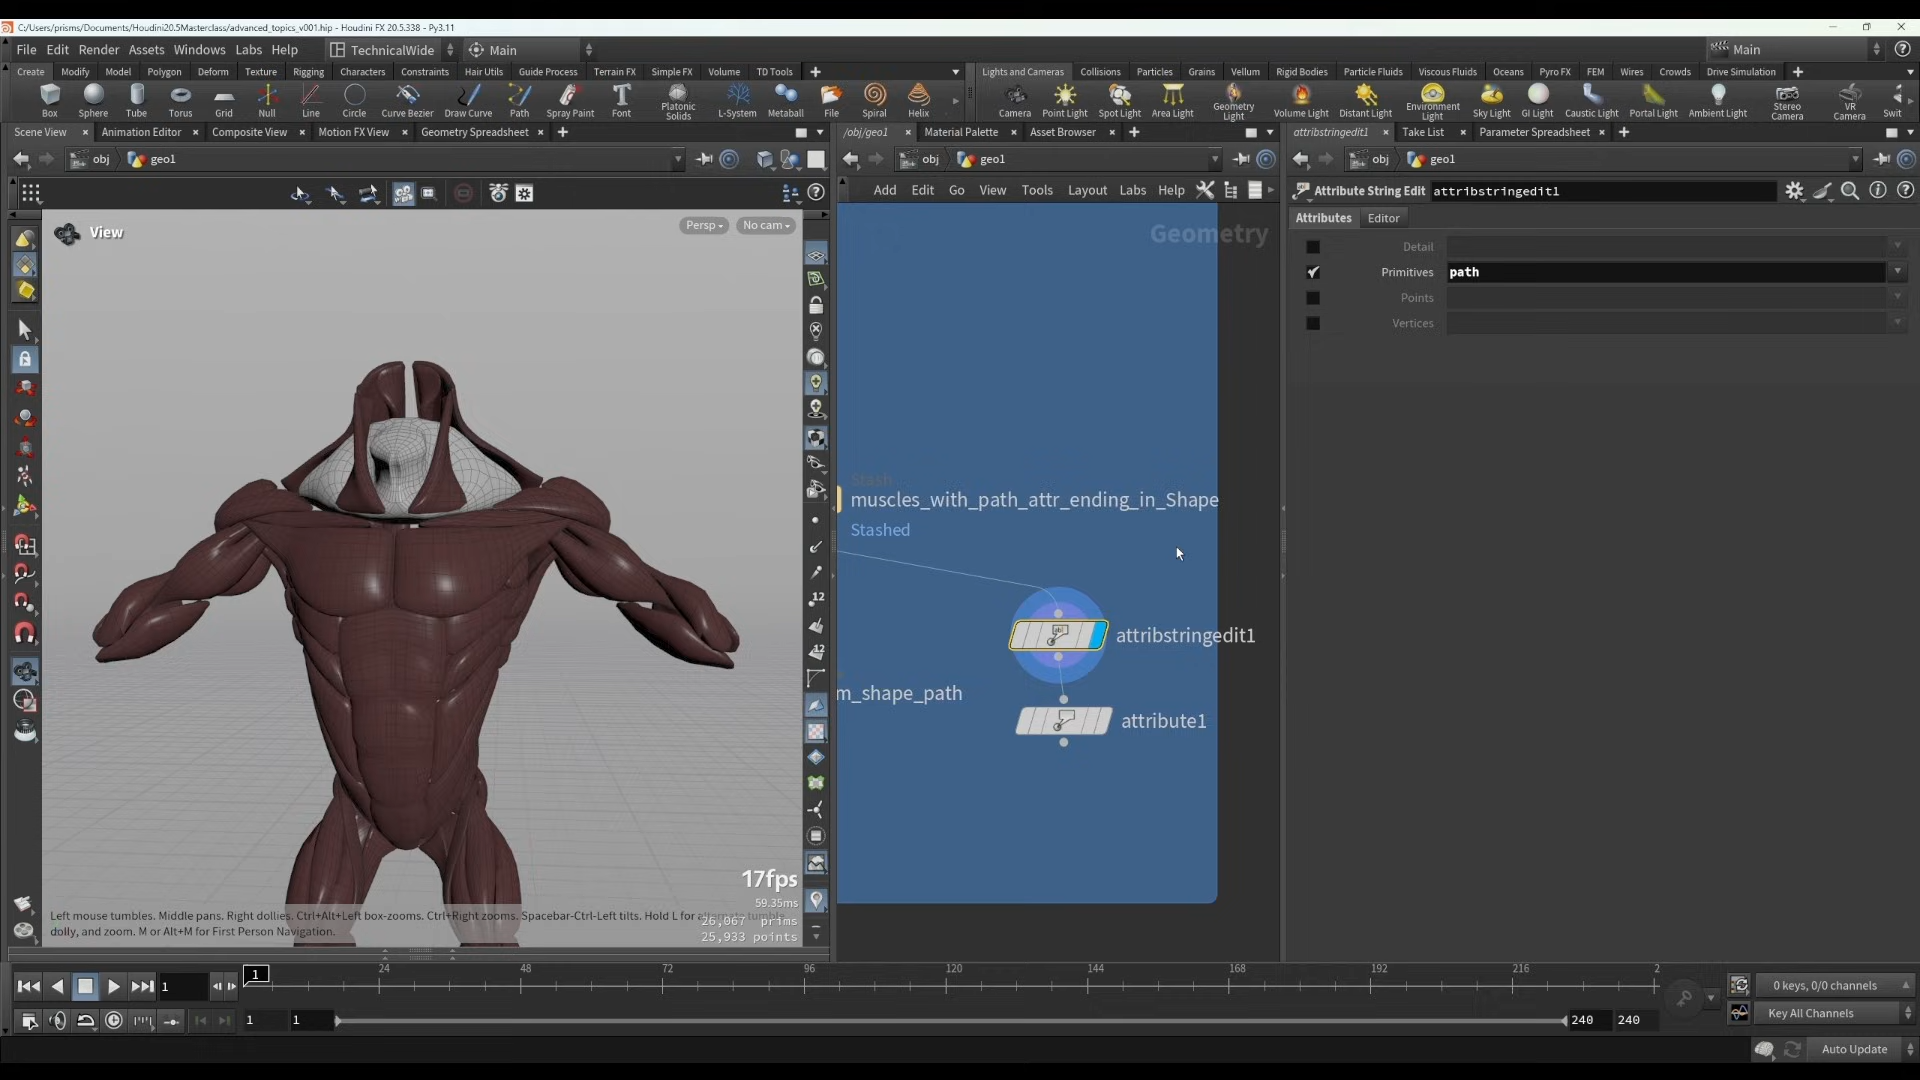 C:/Users/prisms/Documents/Houdini20.5Masterclass/advanced_topics_v001.hip - Houdini FX 20.5.338 - Py3.11
File Edit Render Assets Windows Labs Help TechnicalWide Main Main
Create Modify Model Polygon Deform Texture Rigging Characters Constraints Hair Utils Guide Process Terrain FX Simple FX Volume TD Tools
Lights and Cameras Collisions Particles Grains Vellum Rigid Bodies Particle Fluids Viscous Fluids Oceans Pyro FX FEM Wires Crowds Drive Simulation
Box Sphere Tube Torus Grid Null Line Circle Curve Bezier Draw Curve Path Spray Paint Font Platonic Solids L-System Metaball File Spiral Helix
Camera Point Light Spot Light Area Light Geometry Light Volume Light Distant Light Environment Light Sky Light GI Light Caustic Light Portal Light Ambient Light Stereo Camera VR Camera Swit
Scene View Animation Editor Composite View Motion FX View Geometry Spreadsheet
/obj/geo1 Material Palette Asset Browser
attribstringedit1 Take List Parameter Spreadsheet
obj geo1
obj geo1
obj geo1
Add Edit Go View Tools Layout Labs Help
Attribute String Edit attribstringedit1
Attributes Editor
Detail
Primitives path
Points
Vertices
View
Persp No cam
Geometry
Stash
muscles_with_path_attr_ending_in_Shape
Stashed
attribstringedit1
m_shape_path
attribute1
12
12
17fps
59.35ms
26,067 prims
25,933 points
Left mouse tumbles. Middle pans. Right dollies. Ctrl+Alt+Left box-zooms. Ctrl+Right zooms. Spacebar-Ctrl-Left tilts. Hold L for alternate tumble,
dolly, and zoom. M or Alt+M for First Person Navigation.
1
1 24 48 72 96 120 144 168 192 216 2
0 keys, 0/0 channels
1 1 240 240
Key All Channels
Auto Update